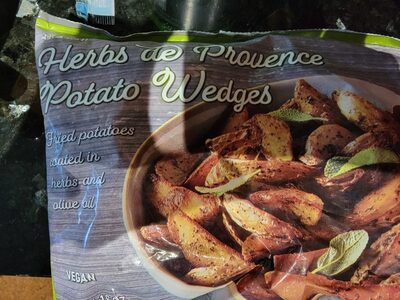 Herbs de Provence
Potato Wedges
Fried potatoes
coated in
herbs and
olive oil
VEGAN